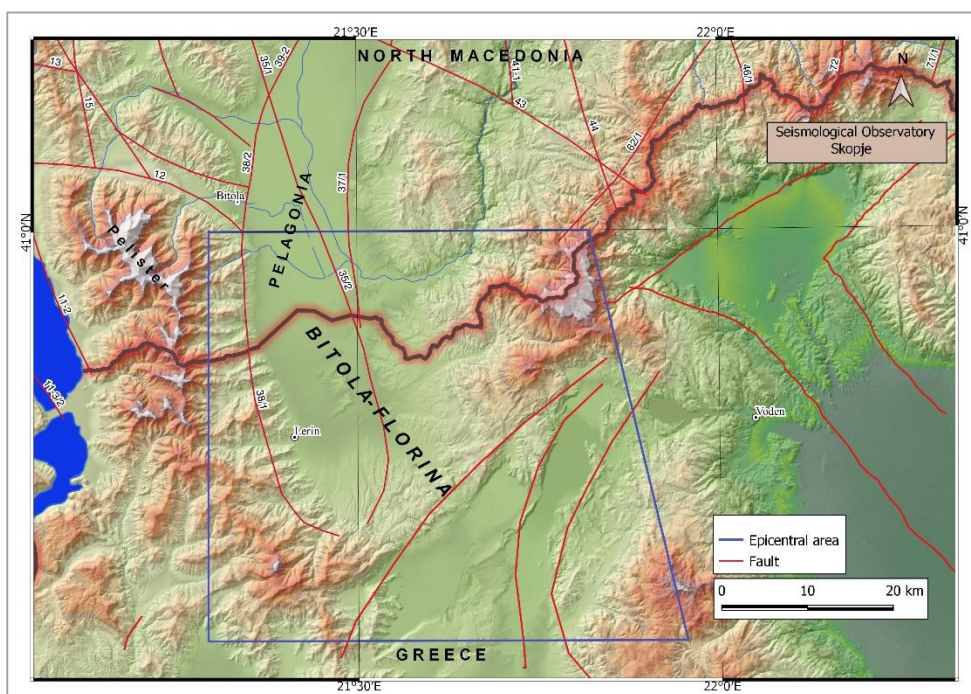 21°30'E
22°0'E
NORTH MACEDONIA
N
13
15
35/1
39-2
41-1
43
44
46/1
72
71/1
62/1
Seismological Observatory
Skopje
38/2
12
37/1
Bitola
41°0'N
41°0'N
Pelister
PELAGONIA
11-2
35/2
BITOLA-FLORINA
11-3/2
38/1
Lerin
Voden
Epicentral area
Fault
0 10 20 km
GREECE
21°30'E
22°0'E